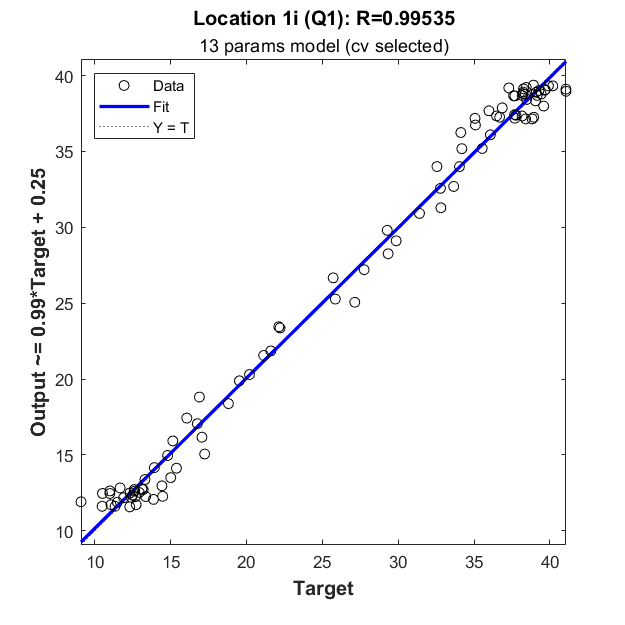 Location 1i (Q1): R=0.99535
13 params model (cv selected)
Data
Fit
Y = T
40
35
30
25
20
15
10
10 15 20 25 30 35 40
Target
Output ~= 0.99*Target + 0.25